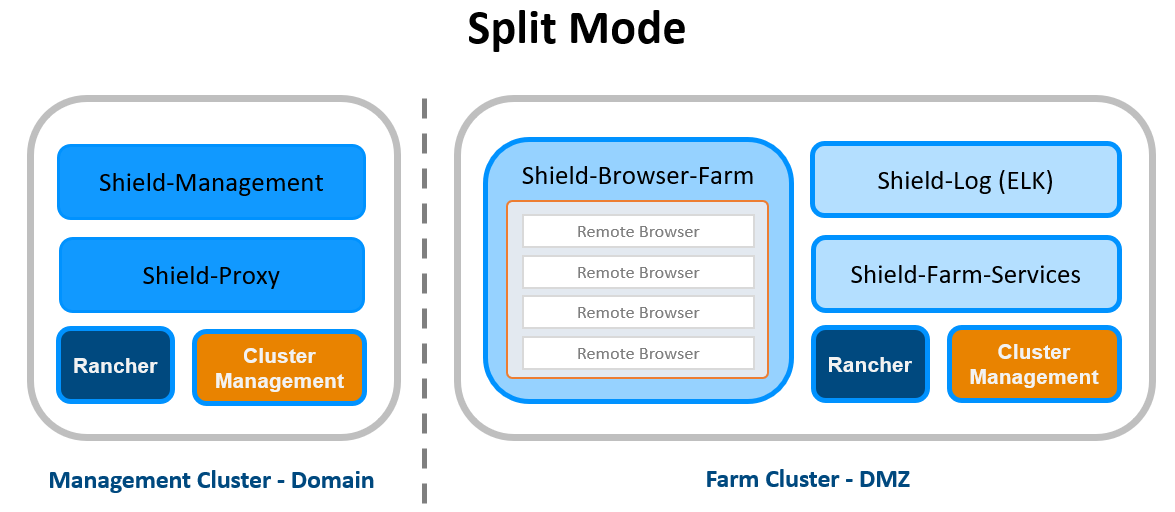 Split Mode
Shield-Management
Shield-Proxy
Rancher
Cluster
Management
Management Cluster - Domain
Shield-Browser-Farm
Remote Browser
Remote Browser
Remote Browser
Remote Browser
Shield-Log (ELK)
Shield-Farm-Services
Rancher
Cluster
Management
Farm Cluster - DMZ